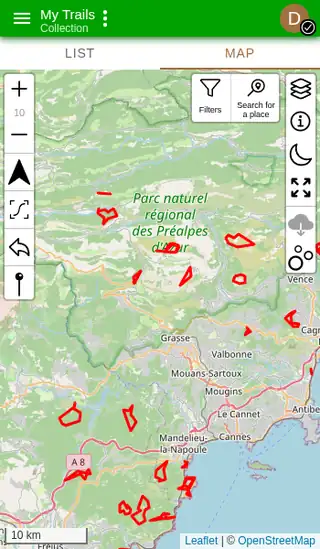 My Trails
Collection
D
LIST
MAP
10
Filters
Search for
a place
Parc naturel
régional
des Préalpes
d'Azur
Vence
Grasse
Valbonne
Mouans-Sartoux
Mougins
Le Cannet
Cannes
Mandelieu-
la-Napoule
A 8
10 km
Leaflet | © OpenStreetMap